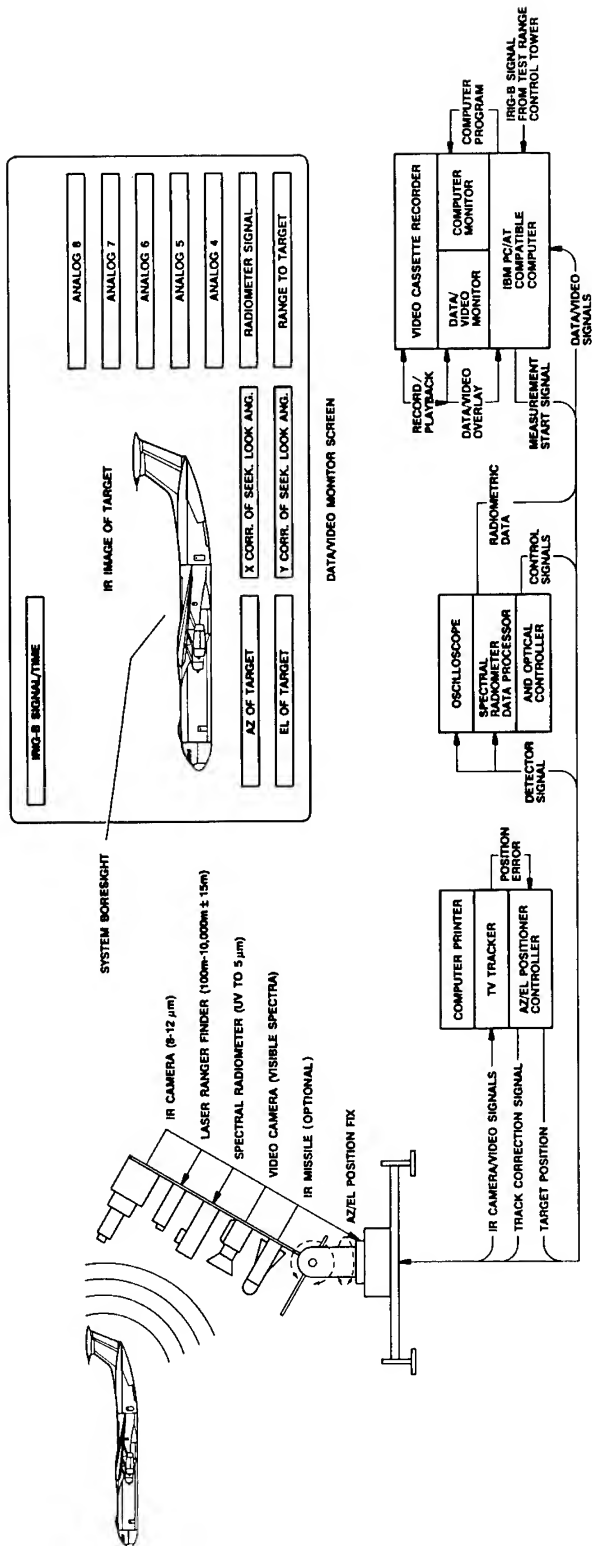 IRIG-B SIGNAL/TIME
IR IMAGE OF TARGET
ANALOG 8
ANALOG 7
ANALOG 6
ANALOG 5
ANALOG 4
AZ OF TARGET
X CORR. OF SEEK. LOOK ANG.
RADIOMETER SIGNAL
EL OF TARGET
Y CORR. OF SEEK. LOOK ANG.
RANGE TO TARGET
DATA/VIDEO MONITOR SCREEN
SYSTEM BORESIGHT
IR CAMERA (8-12 μm)
LASER RANGER FINDER (100m-10,000m ± 15m)
SPECTRAL RADIOMETER (UV TO 5 μm)
VIDEO CAMERA (VISIBLE SPECTRA)
IR MISSILE (OPTIONAL)
AZ/EL POSITION FIX
IR CAMERA/VIDEO SIGNALS
TRACK CORRECTION SIGNAL
TARGET POSITION
COMPUTER PRINTER
TV TRACKER
AZ/EL POSITIONER
CONTROLLER
POSITION
ERROR
DETECTOR
SIGNAL
OSCILLOSCOPE
SPECTRAL
RADIOMETER
DATA PROCESSOR
AND OPTICAL
CONTROLLER
RADIOMETRIC
DATA
CONTROL
SIGNALS
RECORD/
PLAYBACK
DATA/VIDEO
OVERLAY
MEASUREMENT
START SIGNAL
VIDEO CASSETTE RECORDER
DATA/
VIDEO
MONITOR
COMPUTER
MONITOR
IBM PC/AT
COMPATIBLE
COMPUTER
COMPUTER
PROGRAM
IRIG-B SIGNAL
FROM TEST RANGE
CONTROL TOWER
DATA/VIDEO
SIGNALS